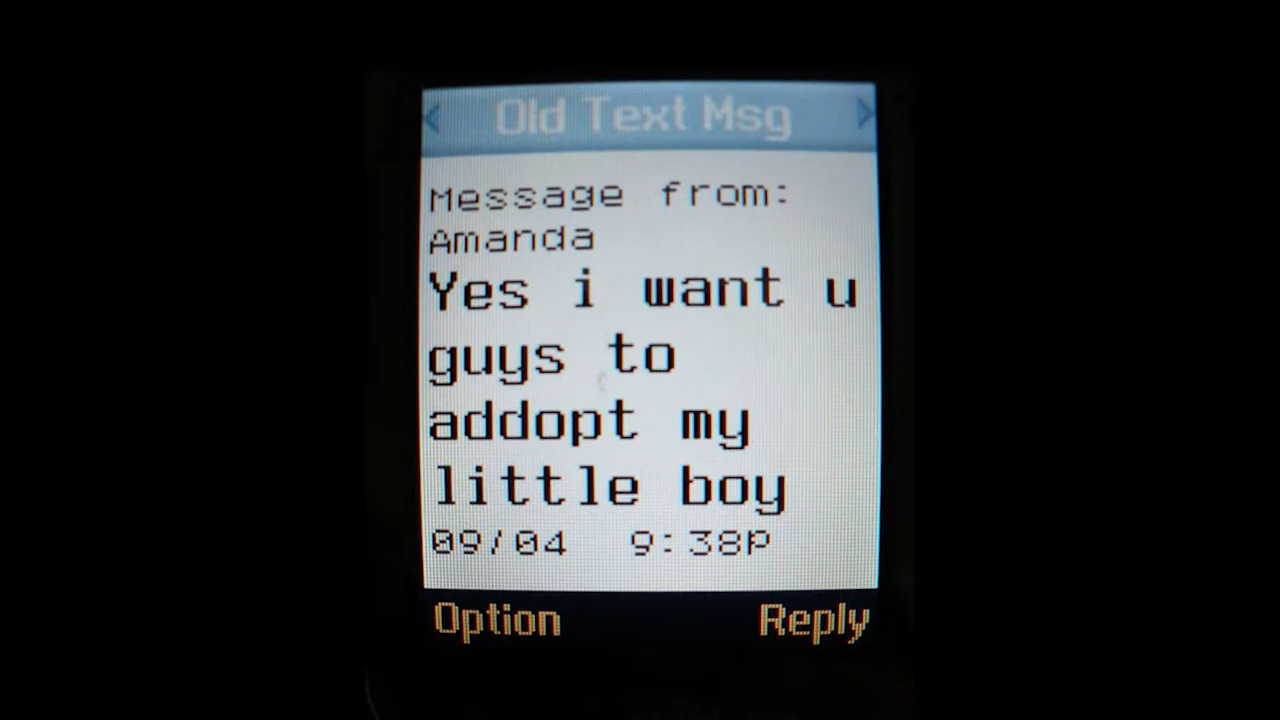 < Old Text Msg >
Message from:
Amanda
Yes i want u
guys to
addopt my
little boy
09/04 9:38P
Option Reply